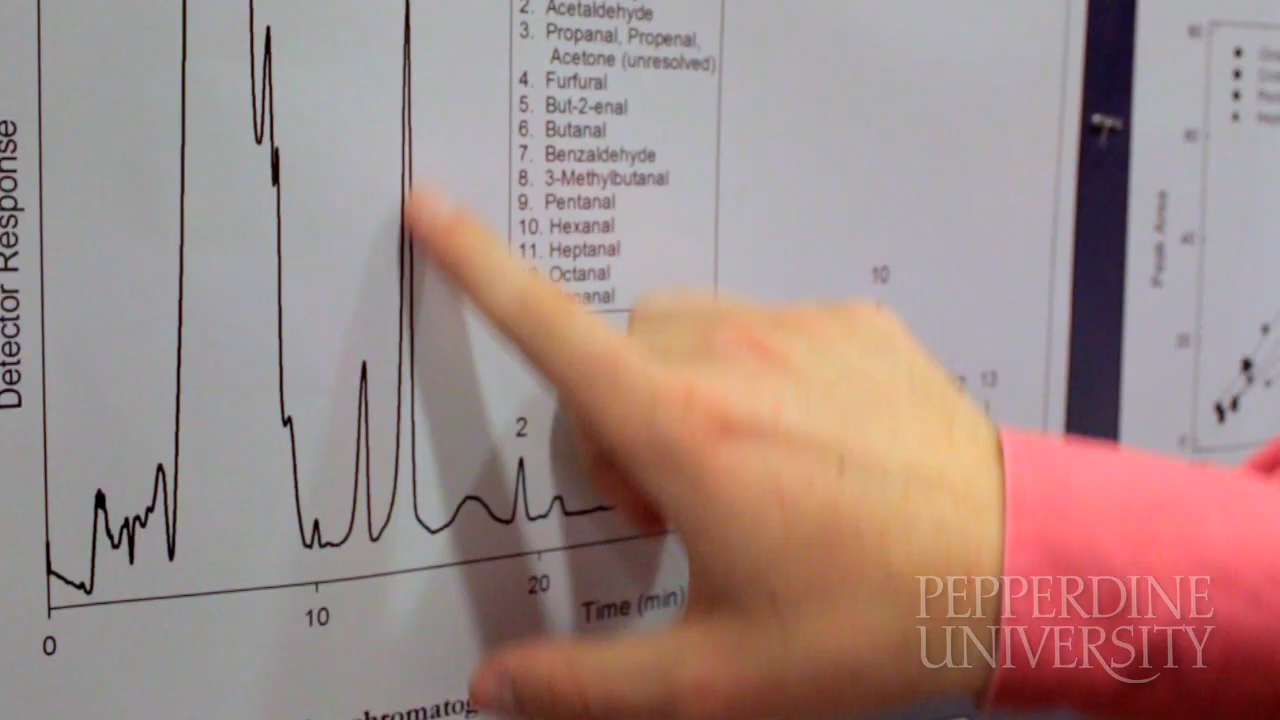 2. Acetaldehyde
3. Propanal, Propenal,
Acetone (unresolved)
4. Furfural
5. But-2-enal
6. Butanal
7. Benzaldehyde
8. 3-Methylbutanal
9. Pentanal
10. Hexanal
11. Heptanal
Octanal
Detector Response
2
10
13
0
10
20
Time (min)
Peak Area
PEPPERDINE
UNIVERSITY